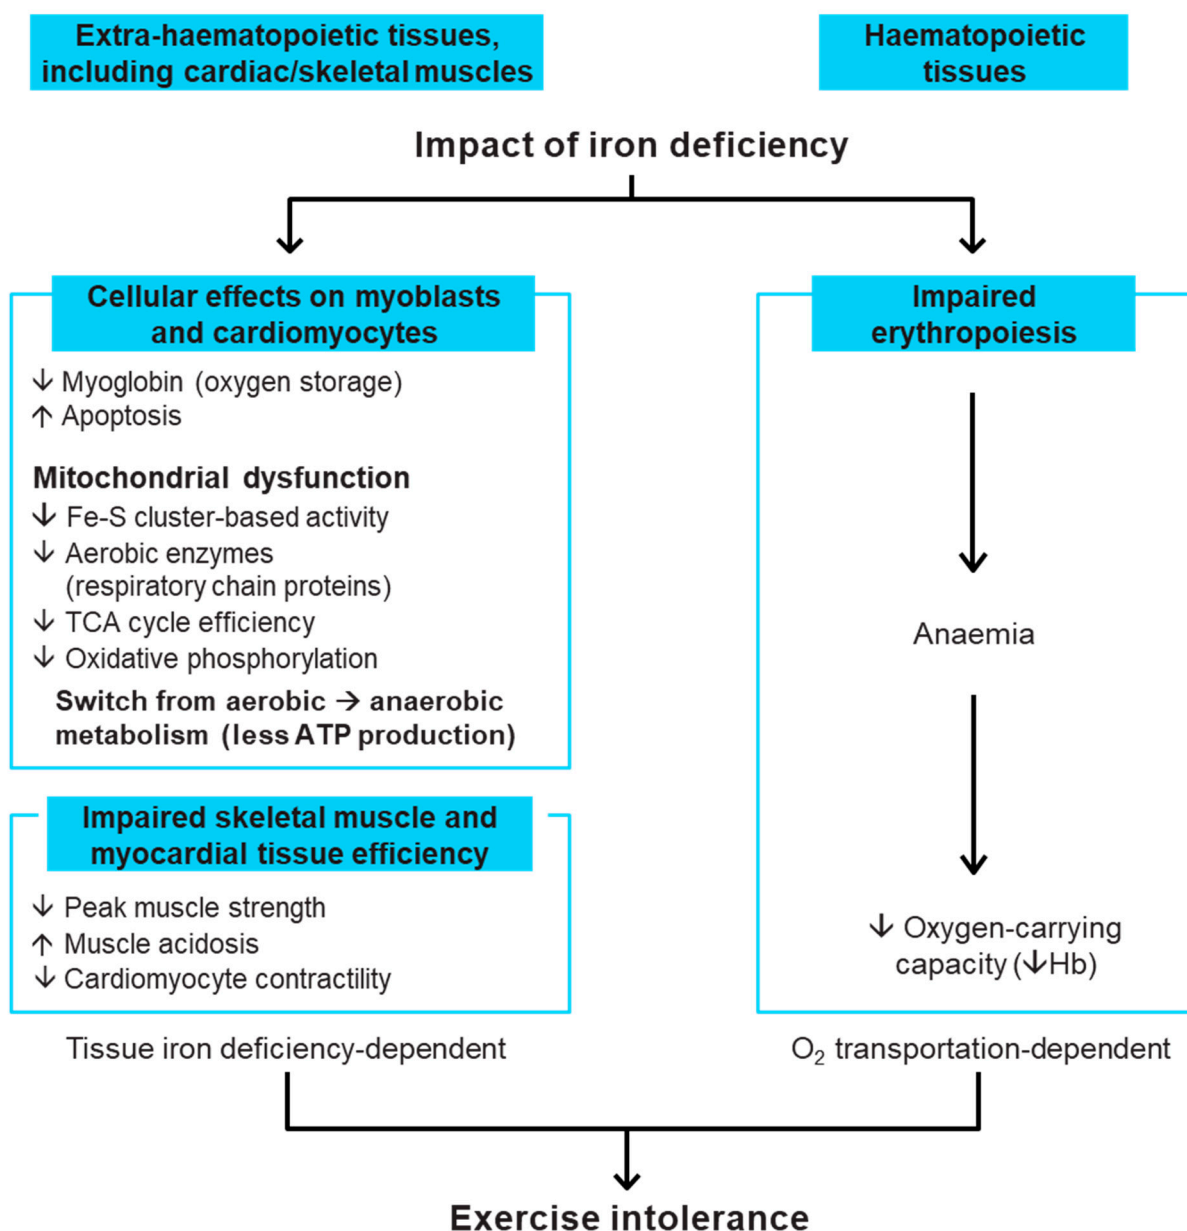 Extra-haematopoietic tissues,
including cardiac/skeletal muscles
Haematopoietic
tissues
Impact of iron deficiency
Cellular effects on myoblasts
and cardiomyocytes
↓ Myoglobin (oxygen storage)
↑ Apoptosis
Mitochondrial dysfunction
↓ Fe-S cluster-based activity
↓ Aerobic enzymes
(respiratory chain proteins)
↓ TCA cycle efficiency
↓ Oxidative phosphorylation
Switch from aerobic → anaerobic
metabolism (less ATP production)
Impaired skeletal muscle and
myocardial tissue efficiency
↓ Peak muscle strength
↑ Muscle acidosis
↓ Cardiomyocyte contractility
Tissue iron deficiency-dependent
Impaired
erythropoiesis
Anaemia
↓ Oxygen-carrying
capacity (↓Hb)
O₂ transportation-dependent
Exercise intolerance